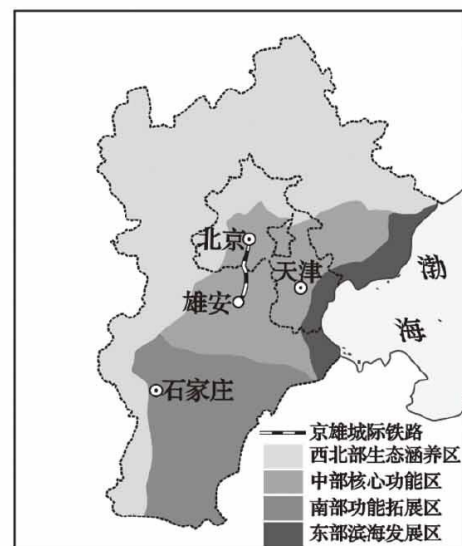 北京
天津
雄安
石家庄
渤
海
京雄城际铁路
西北部生态涵养区
中部核心功能区
南部功能拓展区
东部滨海发展区